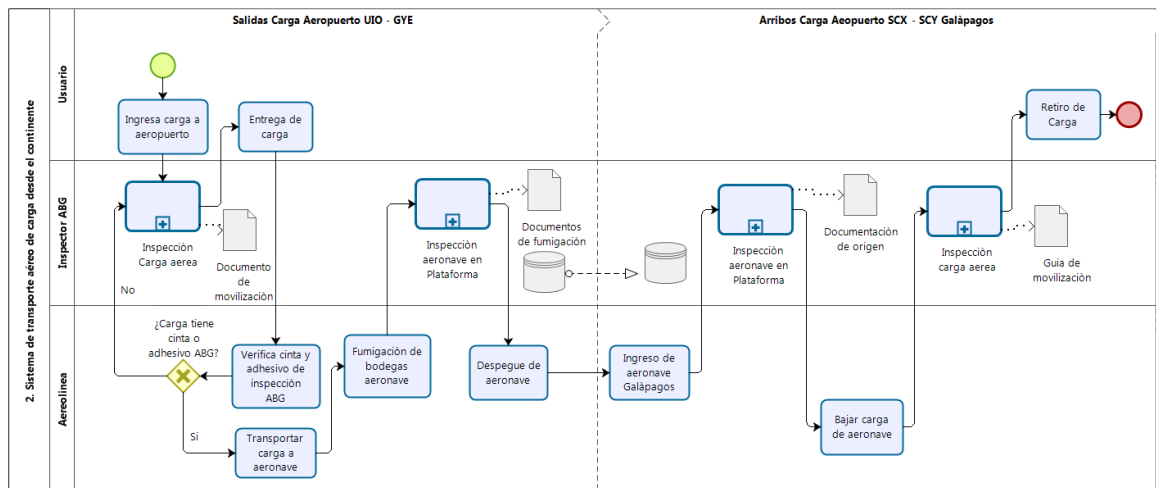 Salidas Carga Aeropuerto UIO - GYE
Arribos Carga Aeopuerto SCX - SCY Galàpagos
2. Sistema de transporte aéreo de carga desde el continente
Usuario
Ingresa carga a
aeropuerto
Entrega de
carga
Retiro de
Carga
Inspector ABG
Inspecciòn
Carga aerea
Documento
de
movilizaciòn
Inspecciòn
aeronave en
Plataforma
Documentos
de fumigaciòn
Inspecciòn
aeronave en
Plataforma
Documentaciòn
de origen
Inspecciòn
carga aerea
Guia de
movilizaciòn
Aereolinea
No
¿Carga tiene
cinta o
adhesivo ABG?
Si
Verifica cinta y
adhesivo de
inspecciòn
ABG
Transportar
carga a
aeronave
Fumigaciòn de
bodegas
aeronave
Despegue de
aeronave
Ingreso de
aeronave
Galàpagos
Bajar carga
de aeronave